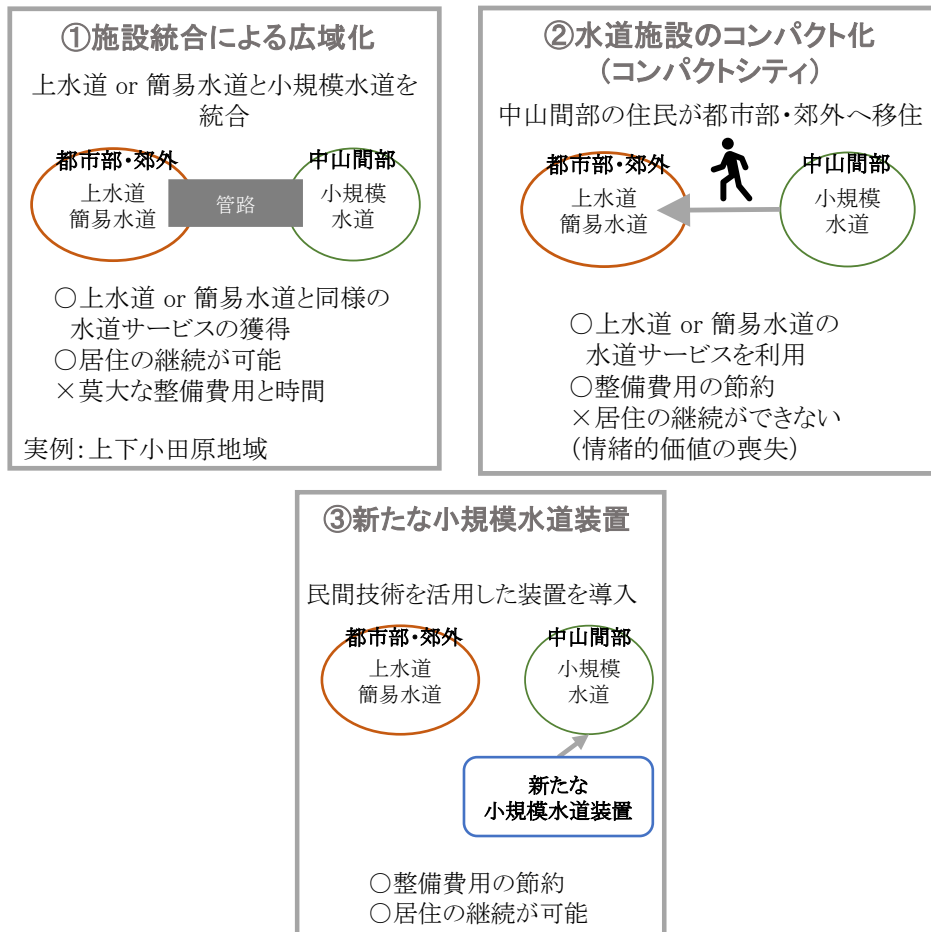 ①施設統合による広域化
上水道 or 簡易水道と小規模水道を
統合
都市部・郊外
上水道
簡易水道
管路
中山間部
小規模
水道
○上水道 or 簡易水道と同様の
水道サービスの獲得
○居住の継続が可能
×莫大な整備費用と時間
実例：上下小田原地域
②水道施設のコンパクト化
（コンパクトシティ）
中山間部の住民が都市部・郊外へ移住
都市部・郊外
上水道
簡易水道
中山間部
小規模
水道
○上水道 or 簡易水道の
水道サービスを利用
○整備費用の節約
×居住の継続ができない
（情緒的価値の喪失）
③新たな小規模水道装置
民間技術を活用した装置を導入
都市部・郊外
上水道
簡易水道
中山間部
小規模
水道
新たな
小規模水道装置
○整備費用の節約
○居住の継続が可能